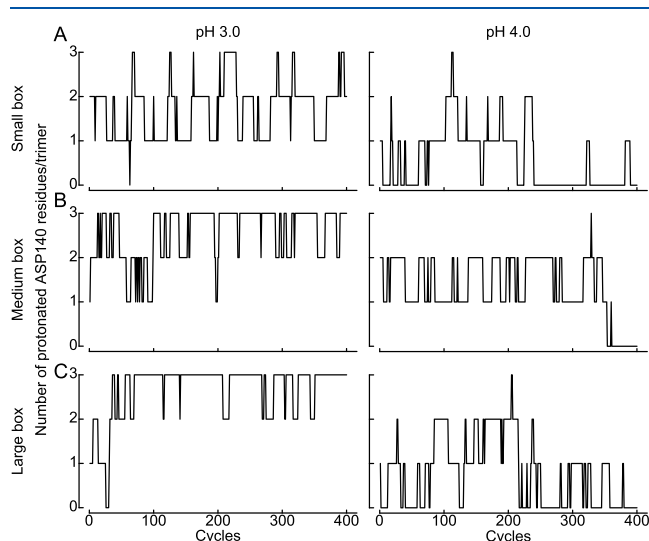 A
pH 3.0
pH 4.0
Small box
Number of protonated ASP140 residues/trimer
3
2
1
0
B
Medium box
3
2
1
0
C
Large box
3
2
1
0
0 100 200 300 400
0 100 200 300 400
Cycles
Cycles